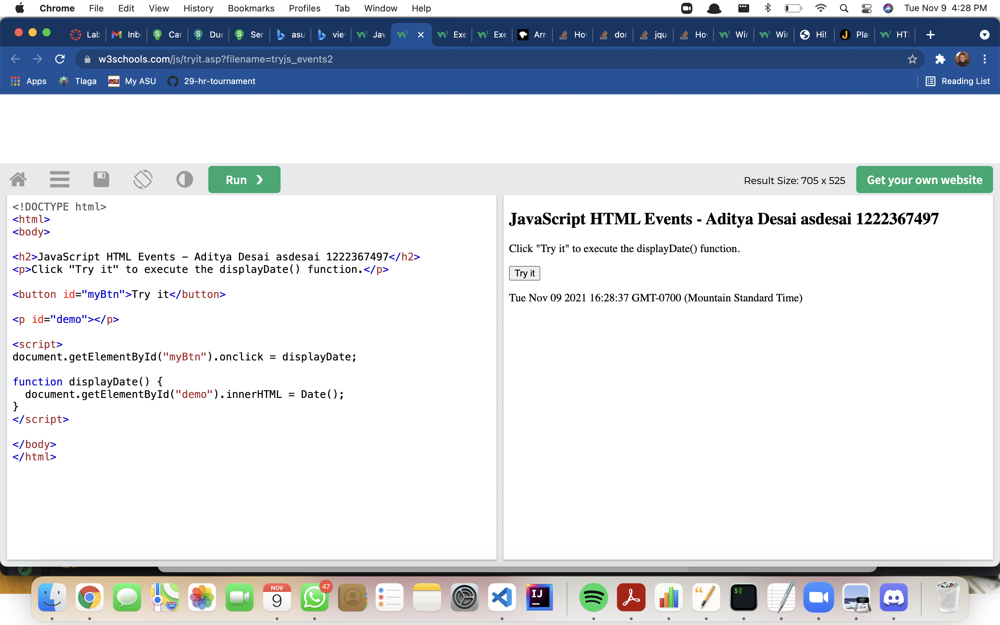 Chrome File Edit View History Bookmarks Profiles Tab Window Help Tue Nov 9 4:28 PM
Lab Inb Car Due Ser asu vie Jav Exe Exe Arr Ho dor jqu Ho Wir Wir Hi! Pla HT
w3schools.com/js/tryit.asp?filename=tryjs_events2
Apps Tlaga My ASU 29-hr-tournament Reading List
Run ❯ Result Size: 705 x 525 Get your own website
<!DOCTYPE html>
<html>
<body>
<h2>JavaScript HTML Events - Aditya Desai asdesai 1222367497</h2>
<p>Click "Try it" to execute the displayDate() function.</p>
<button id="myBtn">Try it</button>
<p id="demo"></p>
<script>
document.getElementById("myBtn").onclick = displayDate;
function displayDate() {
  document.getElementById("demo").innerHTML = Date();
}
</script>
</body>
</html>
JavaScript HTML Events - Aditya Desai asdesai 1222367497
Click "Try it" to execute the displayDate() function.
Try it
Tue Nov 09 2021 16:28:37 GMT-0700 (Mountain Standard Time)
NOV
9
47
280
IJ
$